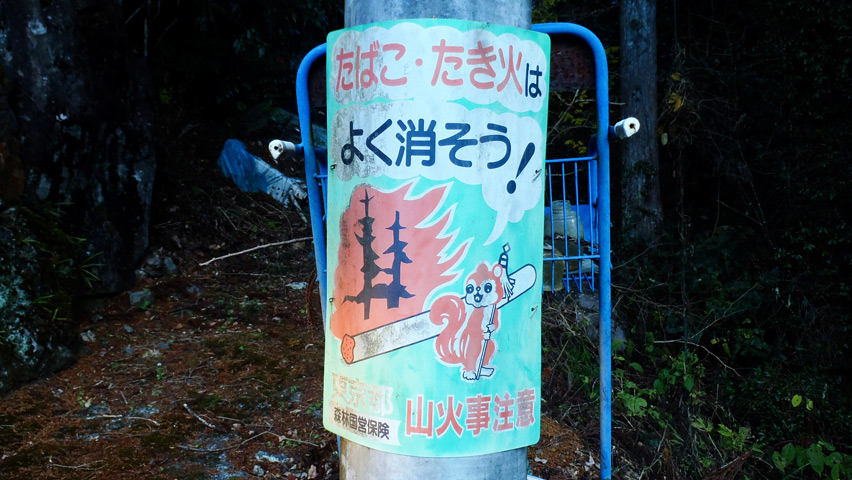 たばこ・たき火は
よく消そう!
東京都
森林国営保険
山火事注意